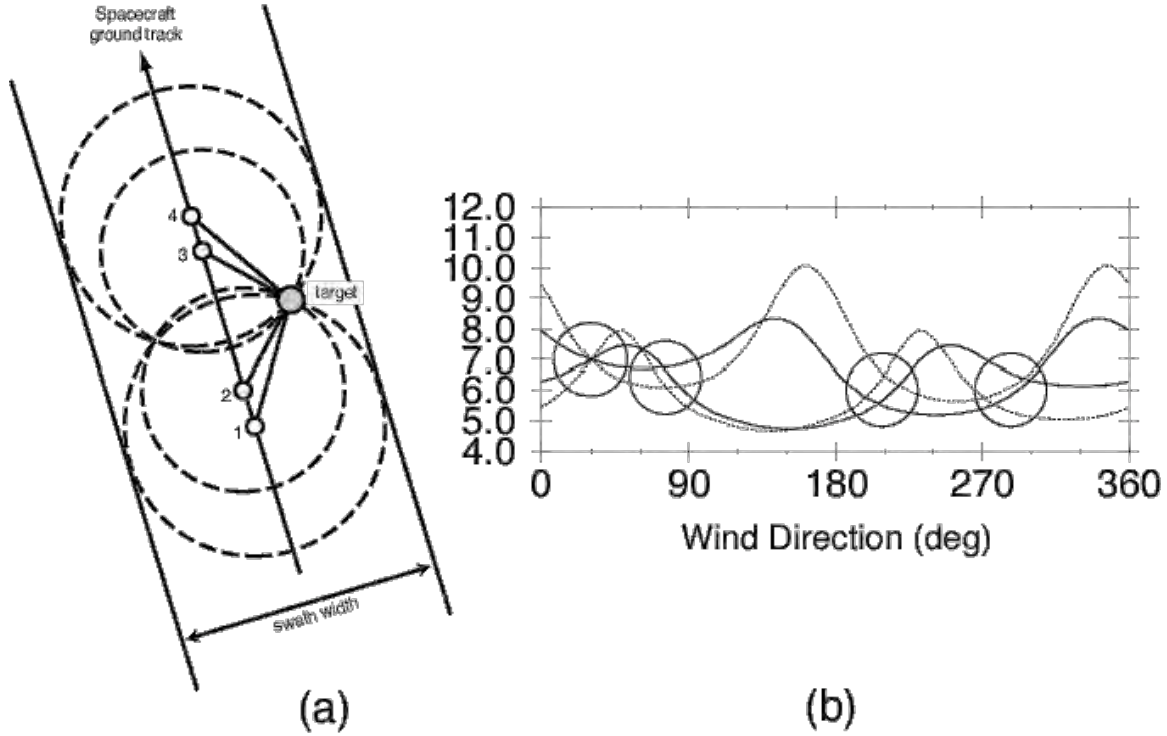 Spacecraft
ground track
4
3
target
2
1
swath width
(a)
12.0
11.0
10.0
9.0
8.0
7.0
6.0
5.0
4.0
0 90 180 270 360
Wind Direction (deg)
(b)